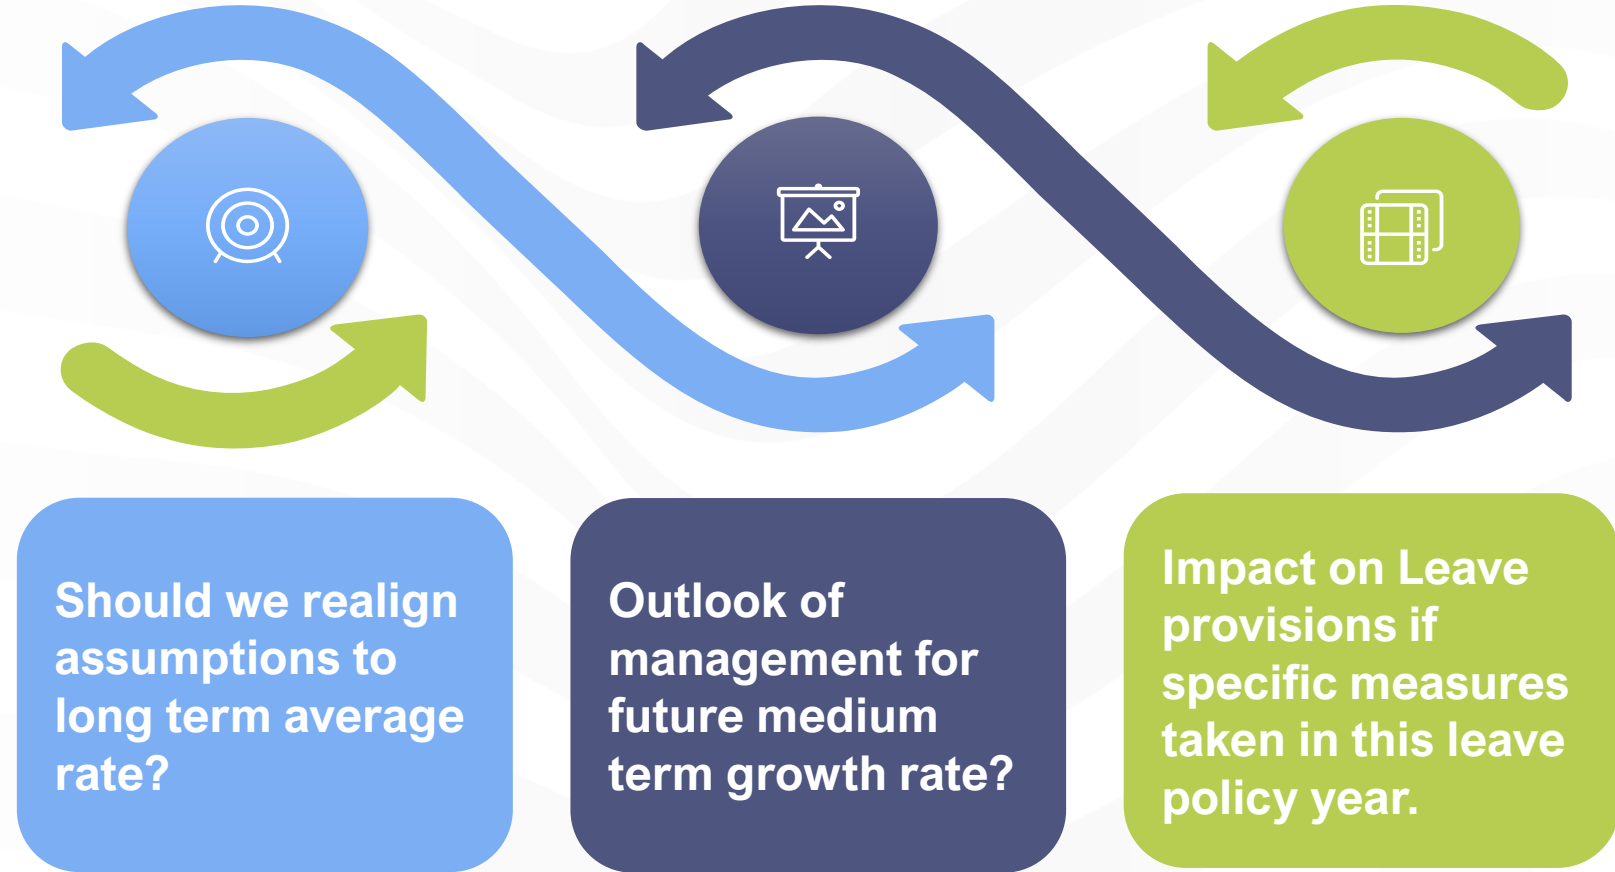 Should we realign
assumptions to
long term average
rate?
Outlook of
management for
future medium
term growth rate?
Impact on Leave
provisions if
specific measures
taken in this leave
policy year.